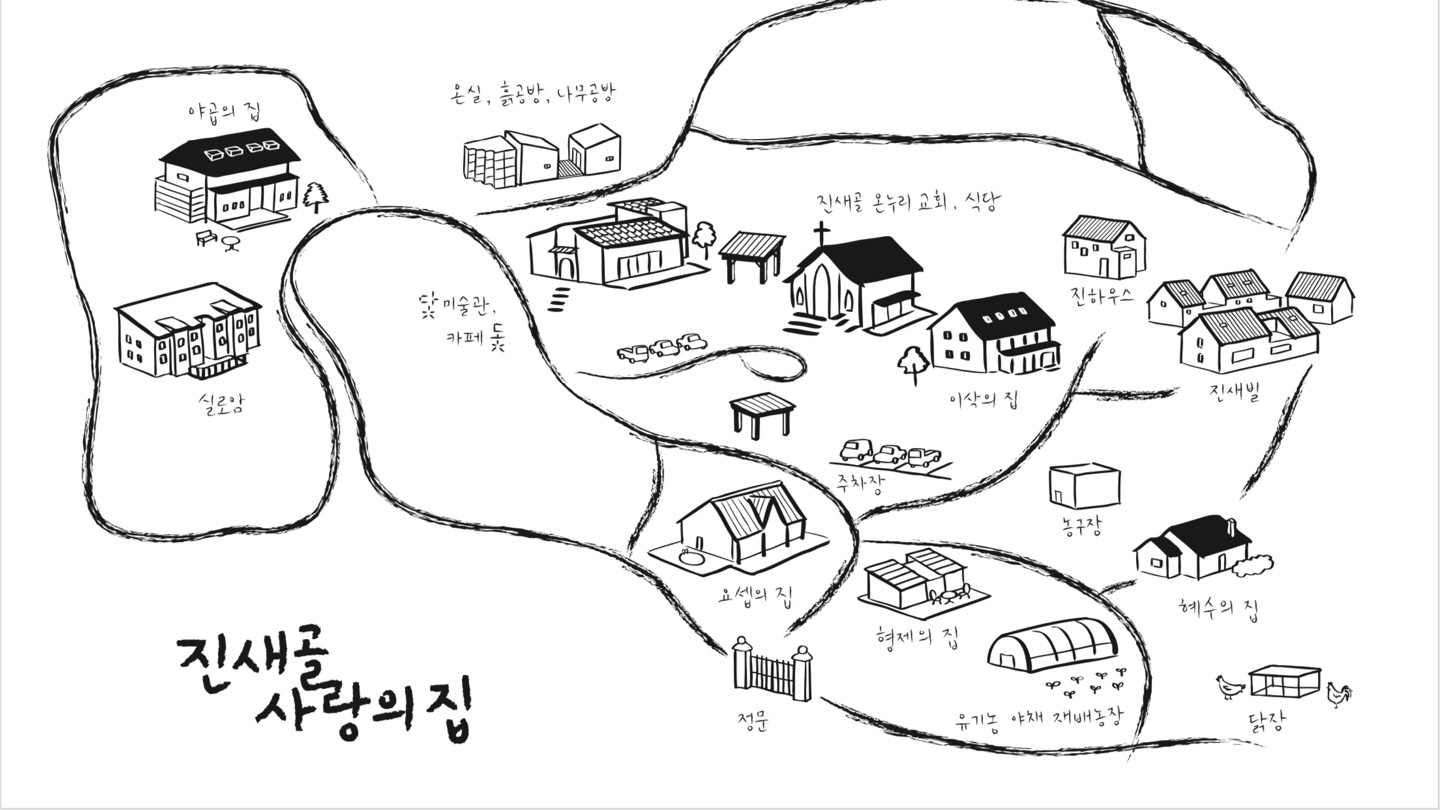 야곱의 집
온실, 흙공방, 나무공방
진새골 온누리 교회, 식당
미술관,
카페
진하우스
실로암
이삭의 집
진새빌
주차장
농구장
요셉의 집
형제의 집
혜수의 집
진새골
사랑의 집
정문
유기농 야채 재배농장
닭장